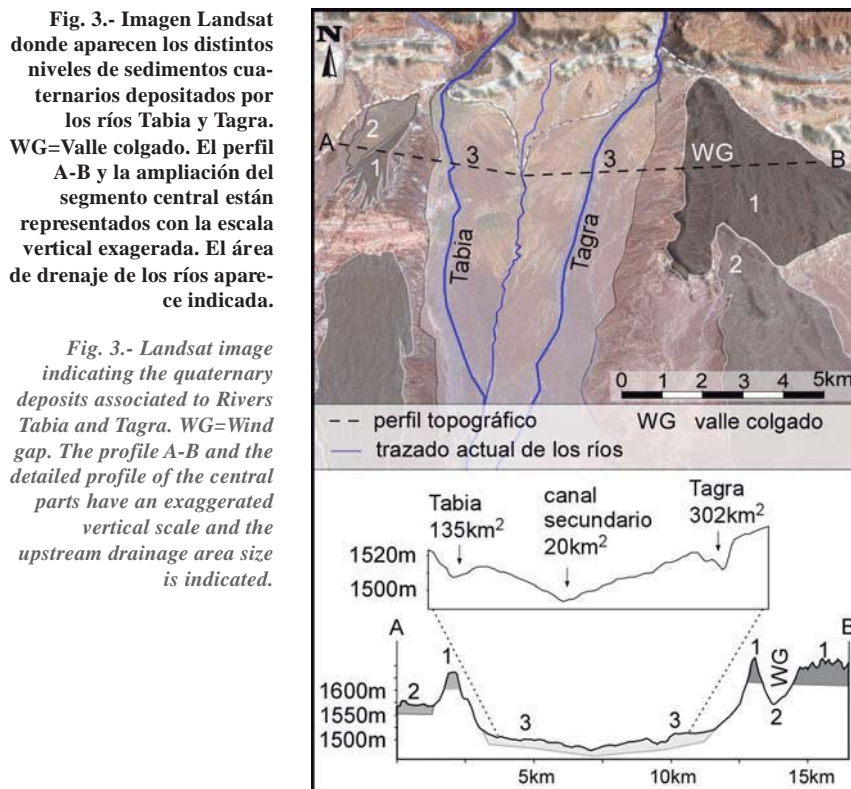 Fig. 3.- Imagen Landsat
donde aparecen los distintos
niveles de sedimentos cua-
ternarios depositados por
los ríos Tabia y Tagra.
WG=Valle colgado. El perfil
A-B y la ampliación del
segmento central están
representados con la escala
vertical exagerada. El área
de drenaje de los ríos apare-
ce indicada.
Fig. 3.- Landsat image
indicating the quaternary
deposits associated to Rivers
Tabia and Tagra. WG=Wind
gap. The profile A-B and the
detailed profile of the central
parts have an exaggerated
vertical scale and the
upstream drainage area size
is indicated.
N
A
2
1
3
3
WG
B
1
2
Tabia
Tagra
0 1 2 3 4 5km
perfil topográfico
WG valle colgado
trazado actual de los ríos
Tabia
135km²
canal
secundario
20km²
Tagra
302km²
1520m
1500m
A
B
1
2
3
3
1
WG
2
1
1600m
1550m
1500m
5km
10km
15km